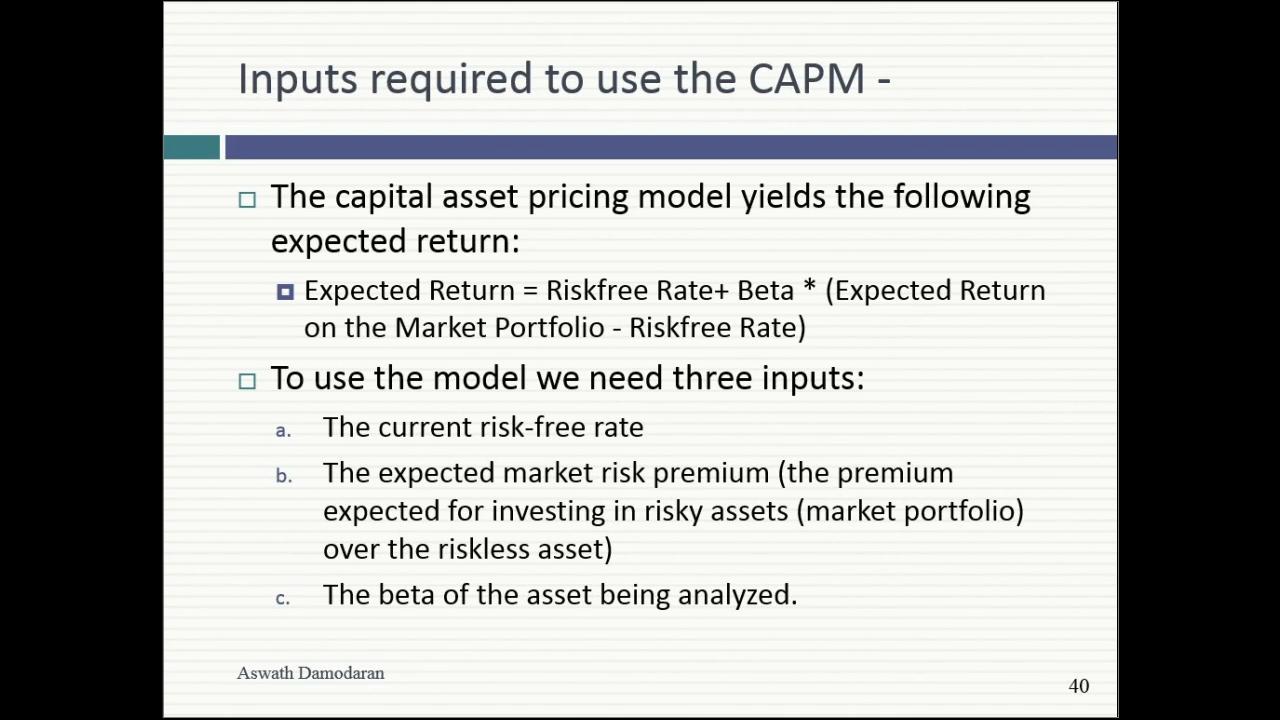 Inputs required to use the CAPM -
The capital asset pricing model yields the following
expected return:
Expected Return = Riskfree Rate+ Beta * (Expected Return
on the Market Portfolio - Riskfree Rate)
To use the model we need three inputs:
a. The current risk-free rate
b. The expected market risk premium (the premium
expected for investing in risky assets (market portfolio)
over the riskless asset)
c. The beta of the asset being analyzed.
Aswath Damodaran
40